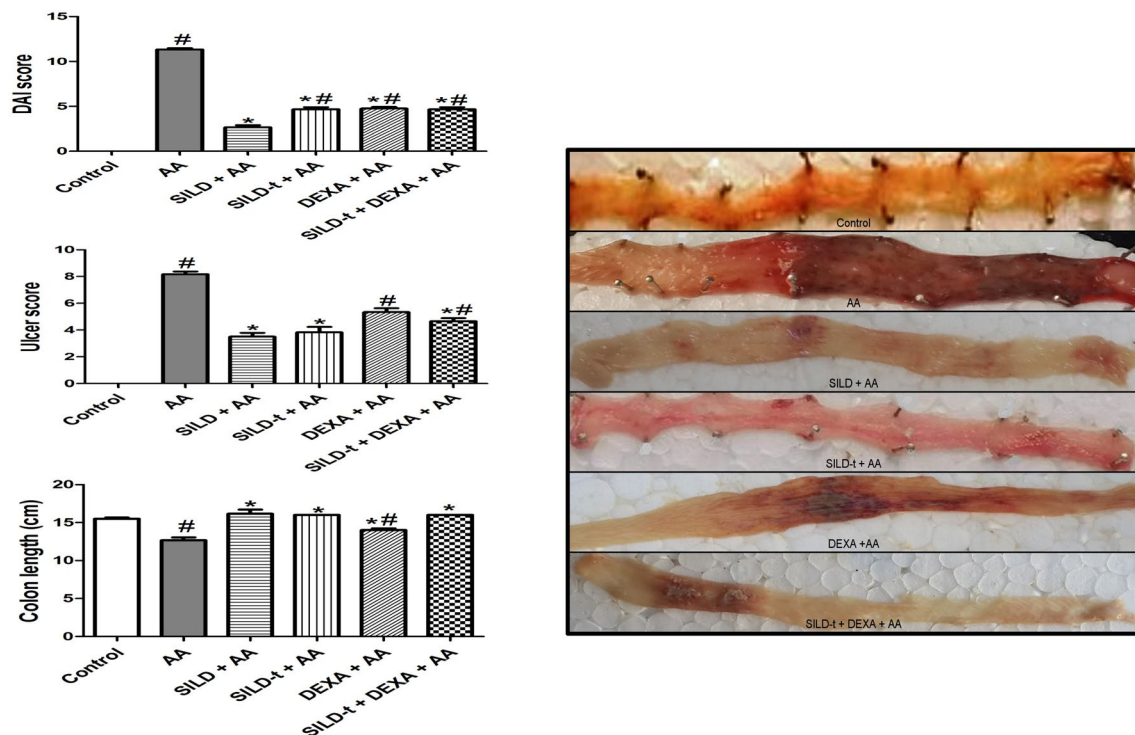 DAI score
15
10
5
0
#
*
* #
* #
* #
Control
AA
SILD + AA
SILD-t + AA
DEXA + AA
SILD-t + DEXA + AA
Ulcer score
10
8
6
4
2
0
#
*
*
#
* #
Control
AA
SILD + AA
SILD-t + AA
DEXA + AA
SILD-t + DEXA + AA
Colon length (cm)
20
15
10
5
0
#
*
*
* #
*
Control
AA
SILD + AA
SILD-t + AA
DEXA + AA
SILD-t + DEXA + AA
Control
AA
SILD + AA
SILD-t + AA
DEXA +AA
SILD-t + DEXA + AA